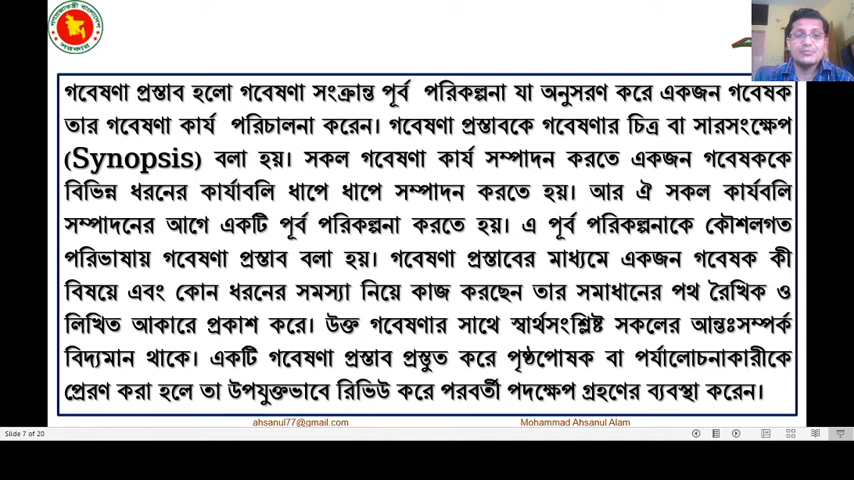 গবেষণা প্রস্তাব হলো গবেষণা সংক্রান্ত পূর্ব পরিকল্পনা যা অনুসরণ করে একজন গবেষক
তার গবেষণা কার্য পরিচালনা করেন। গবেষণা প্রস্তাবকে গবেষণার চিত্র বা সারসংক্ষেপ
(Synopsis) বলা হয়। সকল গবেষণা কার্য সম্পাদন করতে একজন গবেষককে
বিভিন্ন ধরনের কার্যাবলি ধাপে ধাপে সম্পাদন করতে হয়। আর ঐ সকল কার্যবলি
সম্পাদনের আগে একটি পূর্ব পরিকল্পনা করতে হয়। এ পূর্ব পরিকল্পনাকে কৌশলগত
পরিভাষায় গবেষণা প্রস্তাব বলা হয়। গবেষণা প্রস্তাবের মাধ্যমে একজন গবেষক কী
বিষয়ে এবং কোন ধরনের সমস্যা নিয়ে কাজ করছেন তার সমাধানের পথ রৈখিক ও
লিখিত আকারে প্রকাশ করে। উক্ত গবেষণার সাথে স্বার্থসংশ্লিষ্ট সকলের আন্তঃসম্পর্ক
বিদ্যমান থাকে। একটি গবেষণা প্রস্তাব প্রস্তুত করে পৃষ্ঠপোষক বা পর্যালোচনাকারীকে
প্রেরণ করা হলে তা উপযুক্তভাবে রিভিউ করে পরবর্তী পদক্ষেপ গ্রহণের ব্যবস্থা করেন।
ahsanul77@gmail.com Mohammad Ahsanul Alam
Slide 7 of 20